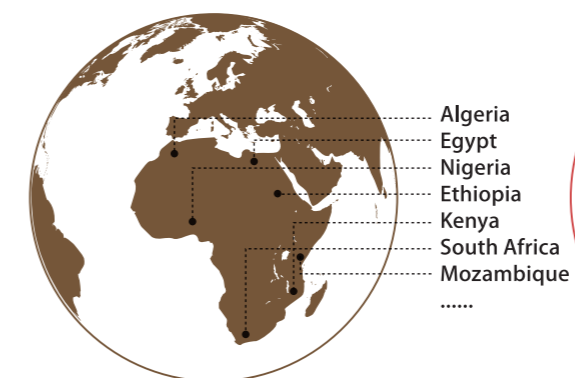 Algeria
Egypt
Nigeria
Ethiopia
Kenya
South Africa
Mozambique
......